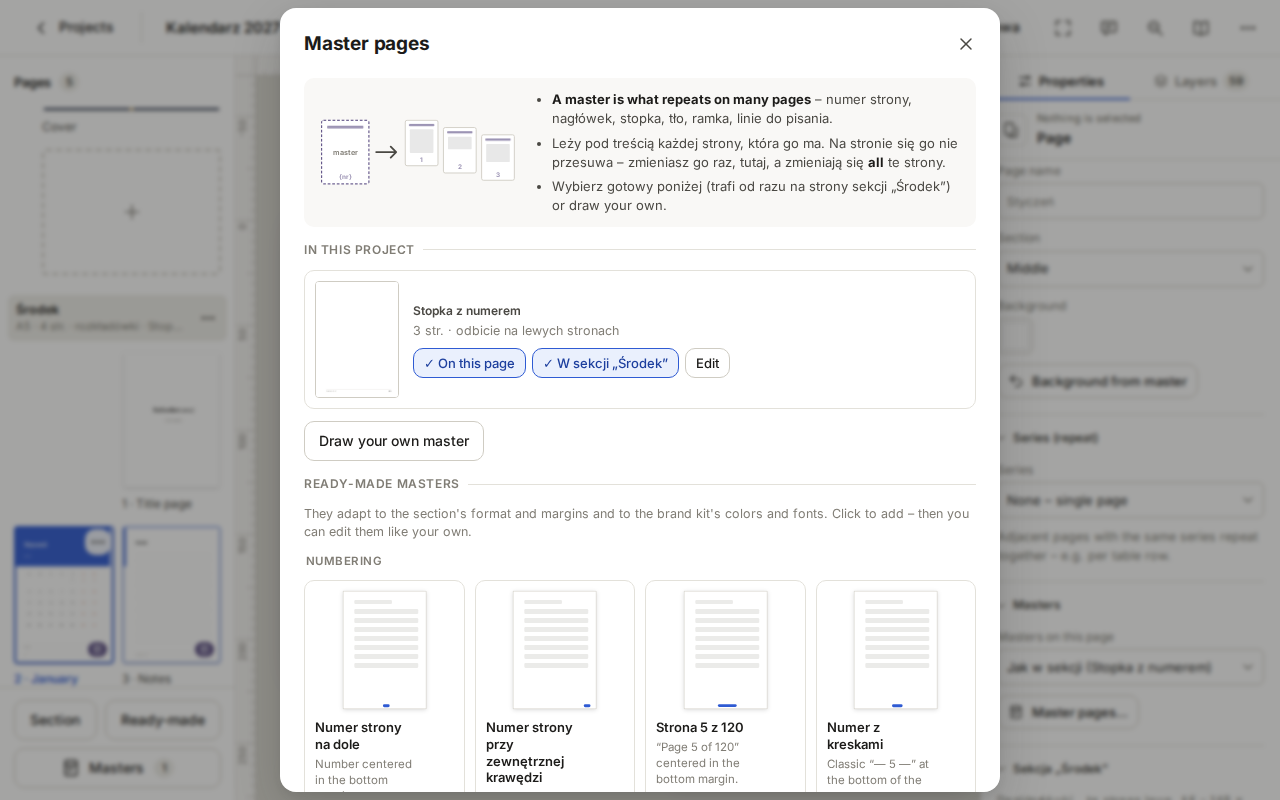 Projects
Kalendarz 2027
Master pages
A master is what repeats on many pages – numer strony,
nagłówek, stopka, tło, ramka, linie do pisania.
Leży pod treścią każdej strony, która go ma. Na stronie się go nie
przesuwa – zmieniasz go raz, tutaj, a zmieniają się all te strony.
Wybierz gotowy poniżej (trafi od razu na strony sekcji „Środek”)
or draw your own.
master
{nr}
1
2
3
IN THIS PROJECT
Stopka z numerem
3 str. · odbicie na lewych stronach
✓ On this page
✓ W sekcji „Środek”
Edit
Draw your own master
READY-MADE MASTERS
They adapt to the section's format and margins and to the brand kit's colors and fonts. Click to add – then you
can edit them like your own.
NUMBERING
Numer strony
na dole
Number centered
in the bottom
Numer strony
przy
zewnętrznej
krawędzi
Strona 5 z 120
“Page 5 of 120”
centered in the
bottom margin.
Numer z
kreskami
Classic “— 5 —” at
the bottom of the
Pages
Cover
Środek
1 · Title page
2 · January
3 · Notes
Section
Ready-made
Masters
Properties
Layers
Nothing is selected
Page
Page name
Styczeń
Section
Middle
Background
Background from master
Series (repeat)
Series
None – single page
Adjacent pages with the same series repeat
together – e.g. per table row.
Masters
Masters on this page
Jak w sekcji (Stopka z numerem)
Master pages...
Sekcja „Środek”